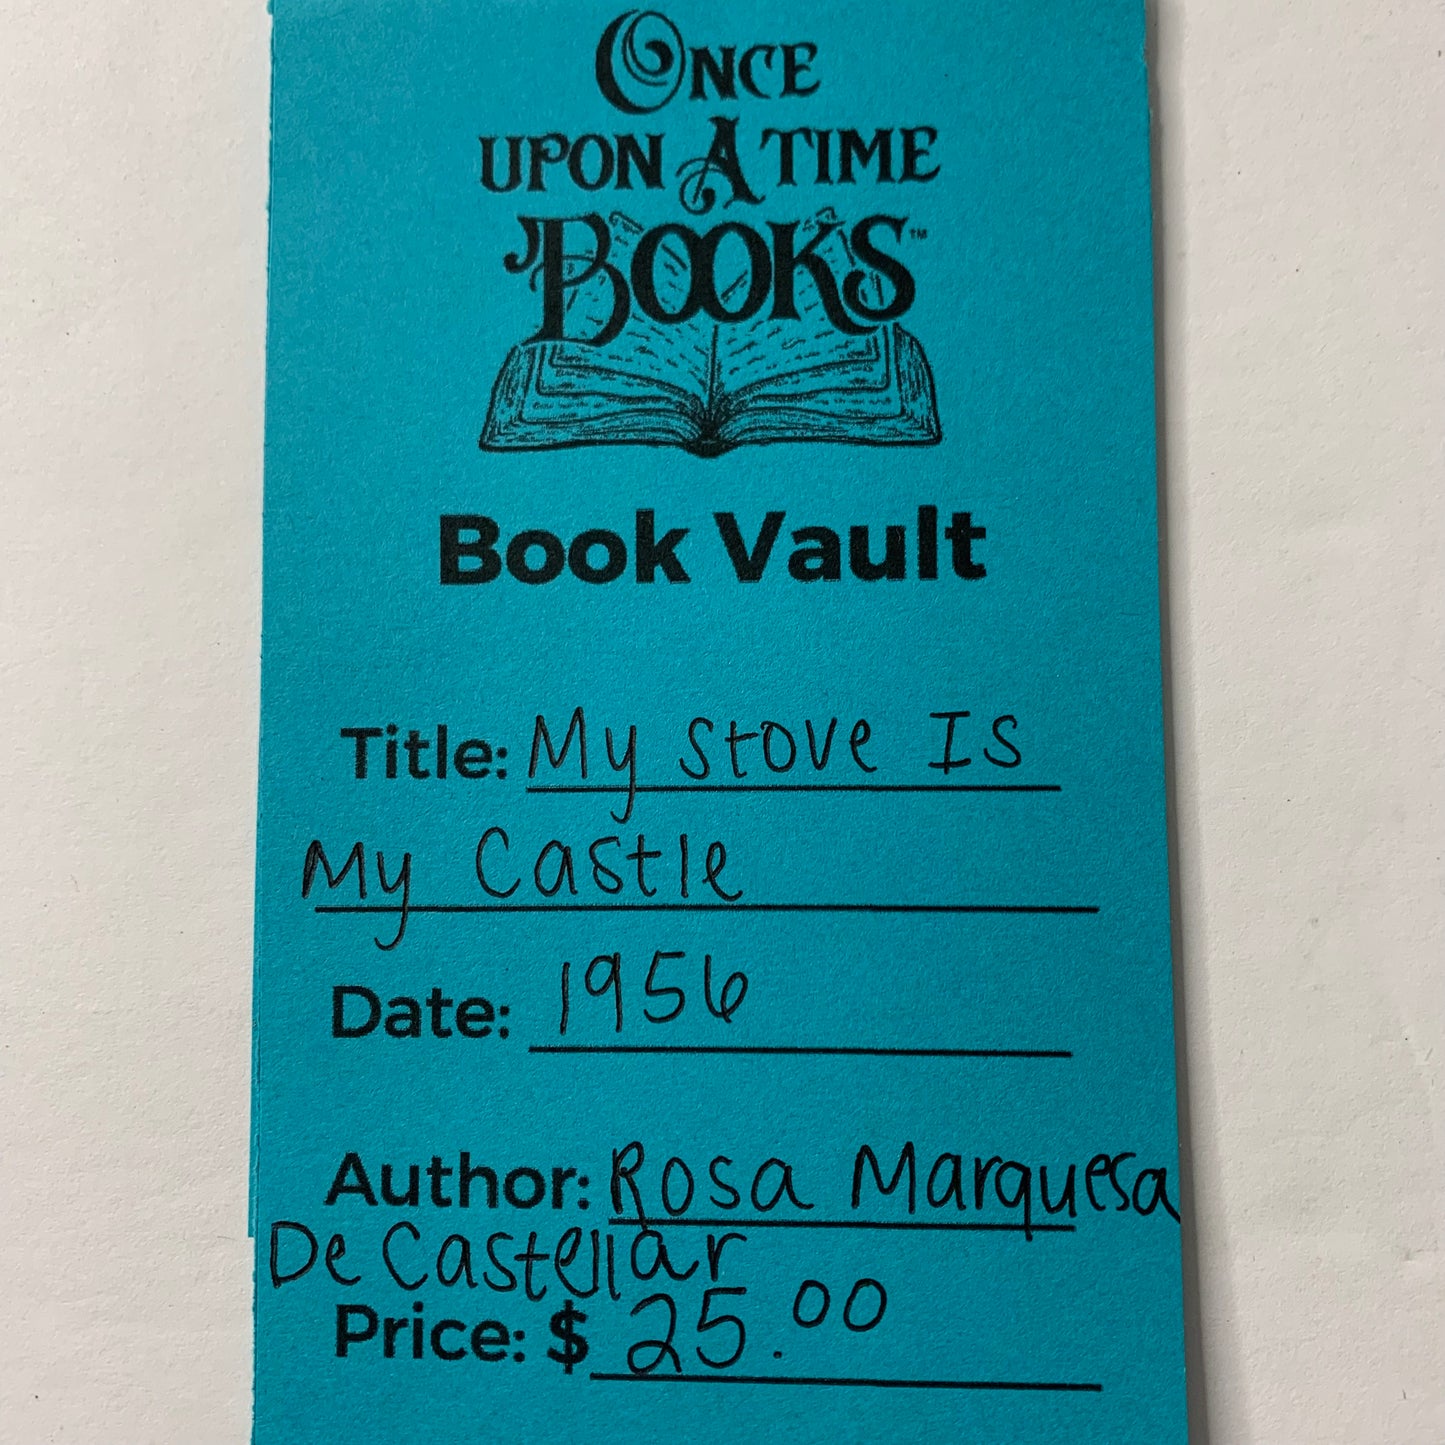 ONCE
UPON A TIME
BOOKS™
Book Vault
Title: My Stove Is
My Castle
Date: 1956
Author: Rosa Marquesa
De Castellar
Price: $ 25.00